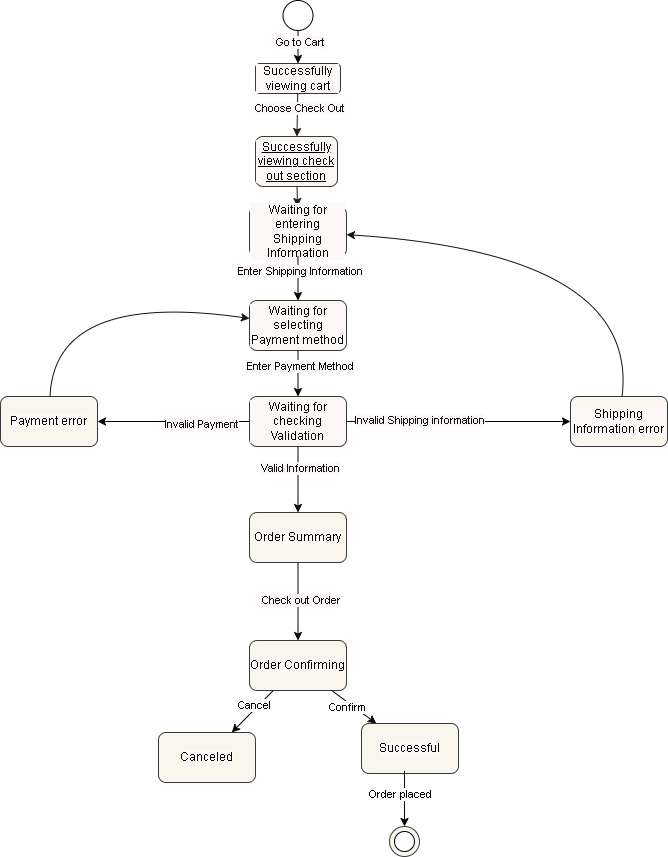 Go to Cart
Successfully
viewing cart
Choose Check Out
Successfully
viewing check
out section
Waiting for
entering
Shipping
Information
Enter Shipping Information
Waiting for
selecting
Payment method
Enter Payment Method
Payment error
Invalid Payment
Waiting for
checking
Validation
Invalid Shipping information
Shipping
Information error
Valid Information
Order Summary
Check out Order
Order Confirming
Cancel
Confirm
Canceled
Successful
Order placed